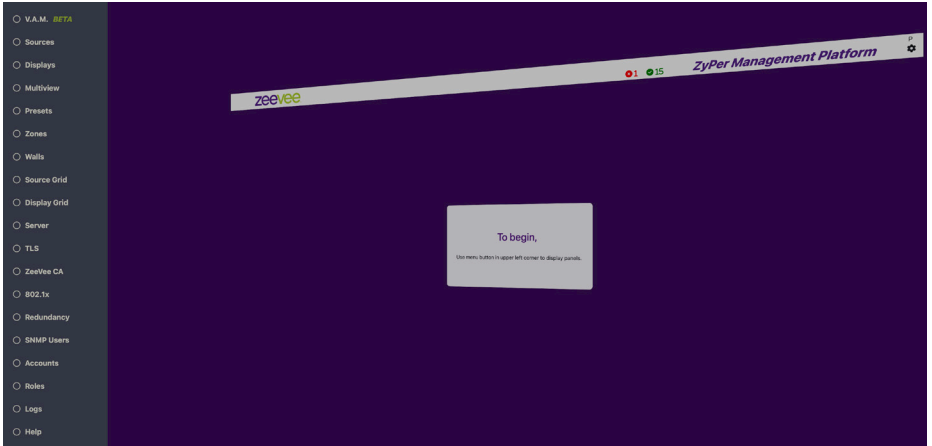 V.A.M. BETA
Sources
Displays
Multiview
Presets
Zones
Walls
Source Grid
Display Grid
Server
TLS
ZeeVee CA
802.1x
Redundancy
SNMP Users
Accounts
Roles
Logs
Help
zeevee
1 15
ZyPer Management Platform
P
To begin,
Use menu button in upper left corner to display panels.